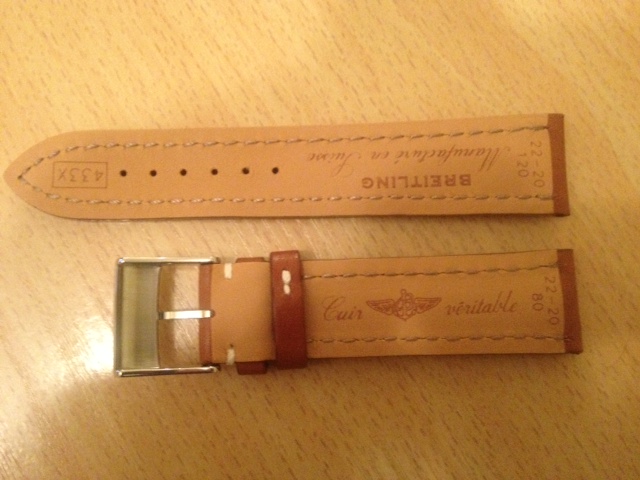 BREITLING
Manufacturé en Suisse
433X
22-20
120
Cuir véritable
22-20
80